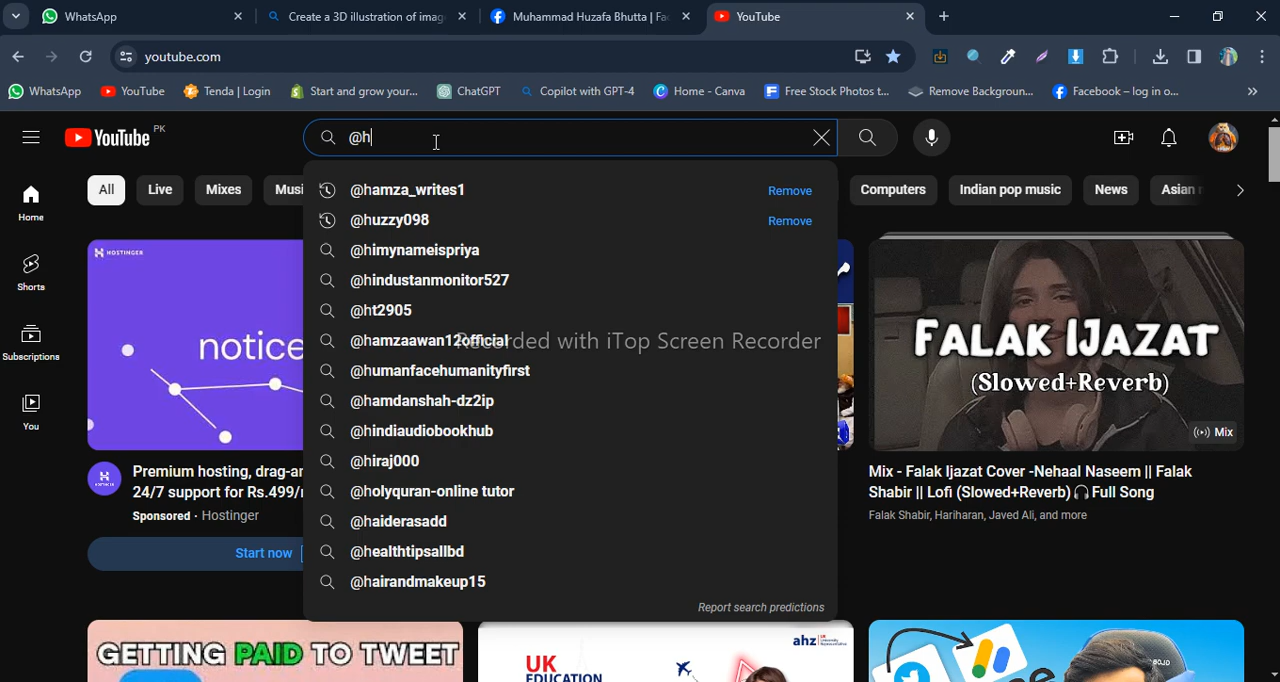 WhatsApp
Create a 3D illustration of imag
Muhammad Huzafa Bhutta | Fac
YouTube
youtube.com
WhatsApp
YouTube
Tenda | Login
Start and grow your...
ChatGPT
Copilot with GPT-4
Home - Canva
Free Stock Photos t...
Remove Backgroun...
Facebook – log in o...
YouTube PK
@h
All
Live
Mixes
Musi
Computers
Indian pop music
News
Asian
Home
Shorts
Subscriptions
You
@hamza_writes1
Remove
@huzzy098
Remove
@himynameispriya
@hindustanmonitor527
@ht2905
@hamzaawan12official
@humanfacehumanityfirst
@hamdanshah-dz2ip
@hindiaudiobookhub
@hiraj000
@holyquran-online tutor
@haiderasadd
@healthtipsallbd
@hairandmakeup15
Report search predictions
Recorded with iTop Screen Recorder
HOSTINGER
notice
Premium hosting, drag-an
24/7 support for Rs.499/
Sponsored · Hostinger
Start now
FALAK IJAZAT
(Slowed+Reverb)
Mix
Mix - Falak Ijazat Cover -Nehaal Naseem || Falak
Shabir || Lofi (Slowed+Reverb)🎧Full Song
Falak Shabir, Hariharan, Javed Ali, and more
GETTING PAID TO TWEET
UK
EDUCATION
ahz